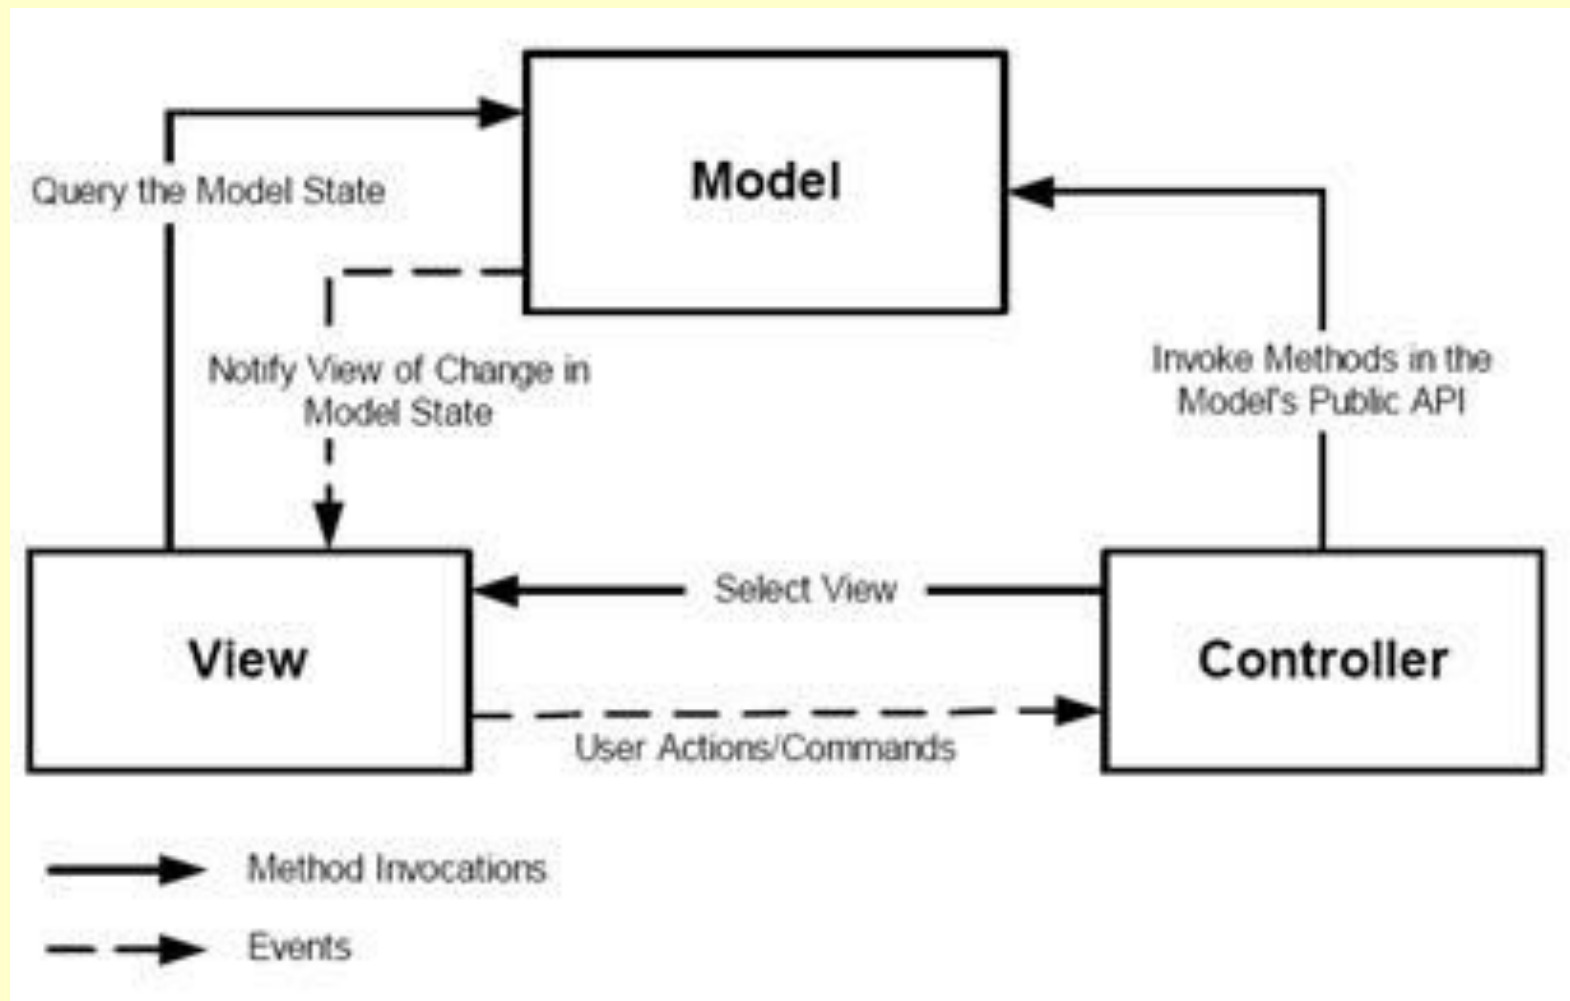 Model
Query the Model State
Notify View of Change in
Model State
Invoke Methods in the
Model's Public API
Select View
View
Controller
User Actions/Commands
Method Invocations
Events